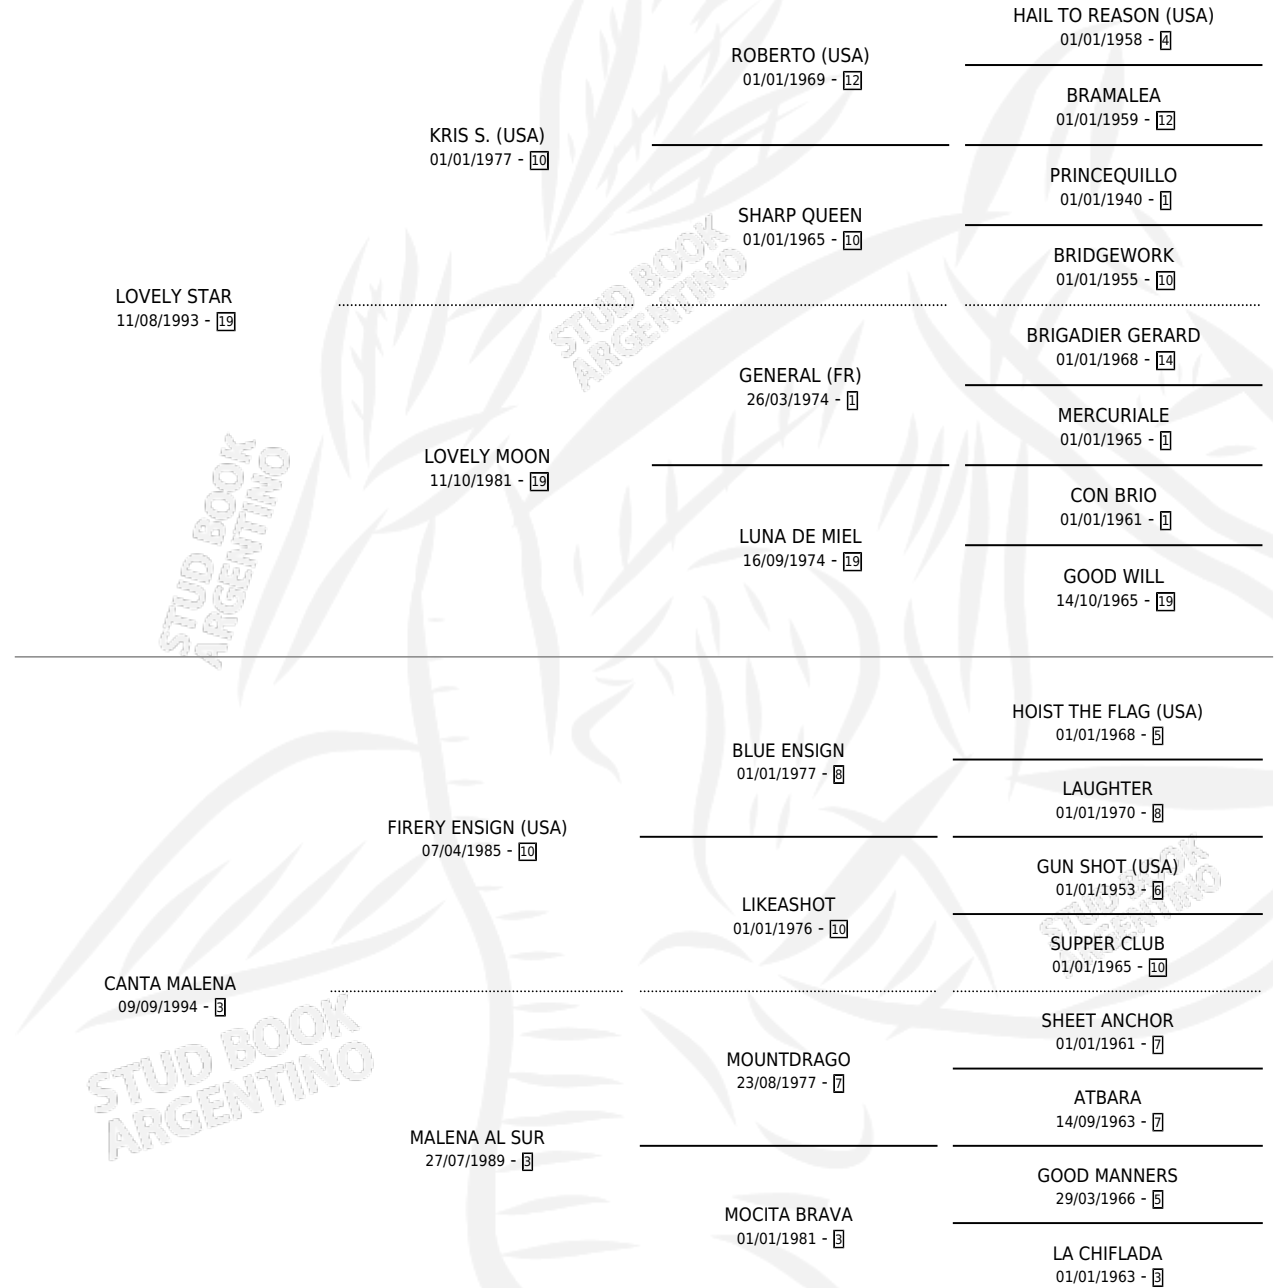 HAIL TO REASON (USA)
01/01/1958 - 4
ROBERTO (USA)
01/01/1969 - 12
BRAMALEA
01/01/1959 - 12
KRIS S. (USA)
01/01/1977 - 10
PRINCEQUILLO
01/01/1940 - 1
SHARP QUEEN
01/01/1965 - 10
BRIDGEWORK
01/01/1955 - 10
LOVELY STAR
11/08/1993 - 19
STUD BOOK
ARGENTINO
BRIGADIER GERARD
01/01/1968 - 14
GENERAL (FR)
26/03/1974 - 1
MERCURIALE
01/01/1965 - 1
LOVELY MOON
11/10/1981 - 19
CON BRIO
01/01/1961 - 1
LUNA DE MIEL
16/09/1974 - 19
GOOD WILL
14/10/1965 - 19
STUD BOOK
ARGENTINO
HOIST THE FLAG (USA)
01/01/1968 - 5
BLUE ENSIGN
01/01/1977 - 8
LAUGHTER
01/01/1970 - 8
FIRERY ENSIGN (USA)
07/04/1985 - 10
GUN SHOT (USA)
01/01/1953 - 6
LIKEASHOT
01/01/1976 - 10
SUPPER CLUB
01/01/1965 - 10
STUD BOOK
ARGENTINO
CANTA MALENA
09/09/1994 - 3
SHEET ANCHOR
01/01/1961 - 7
MOUNTDRAGO
23/08/1977 - 7
ATBARA
14/09/1963 - 7
STUD BOOK
ARGENTINO
MALENA AL SUR
27/07/1989 - 3
GOOD MANNERS
29/03/1966 - 5
MOCITA BRAVA
01/01/1981 - 3
LA CHIFLADA
01/01/1963 - 3